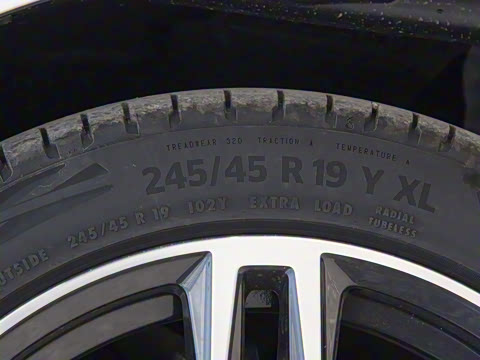 TREADWEAR 320 TRACTION A TEMPERATURE A
245/45 R 19 Y XL
OUTSIDE 245/45 R 19 102Y EXTRA LOAD RADIAL
TUBELESS